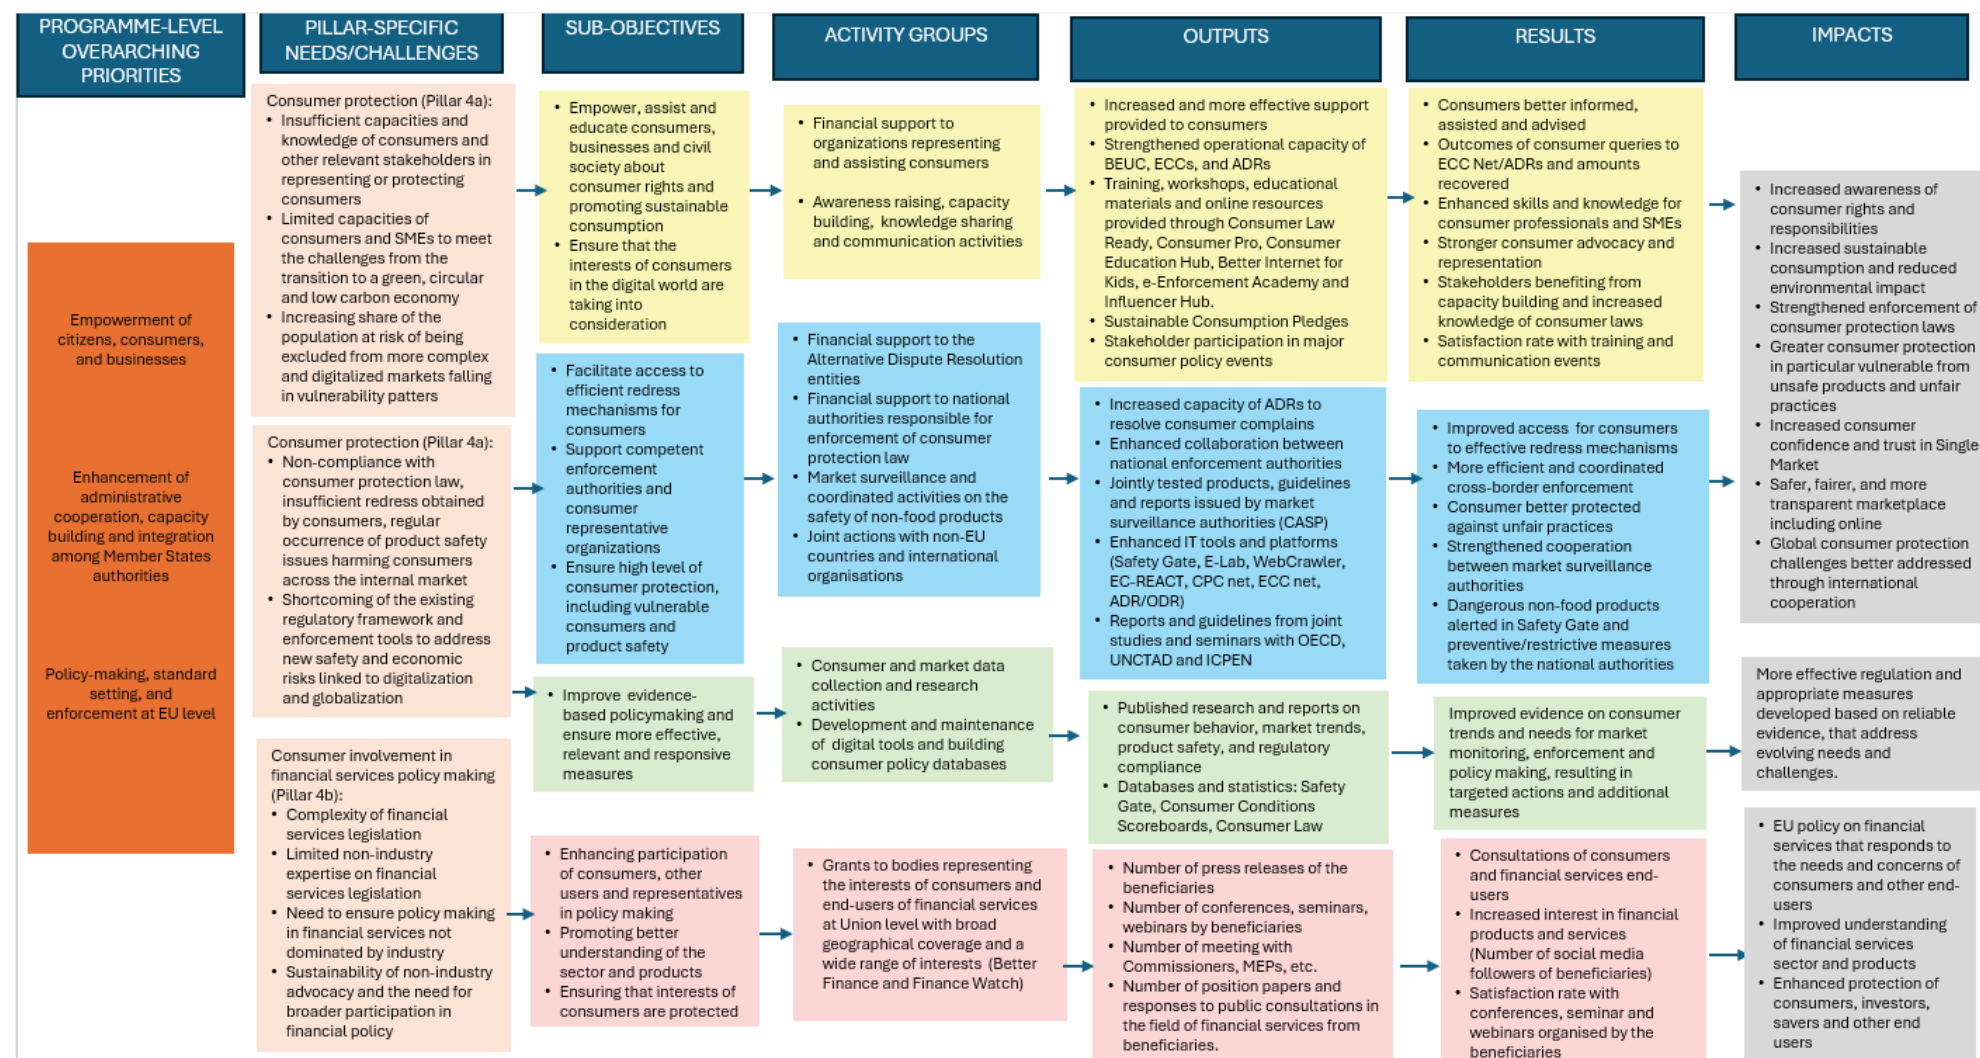 PROGRAMME-LEVEL
OVERARCHING
PRIORITIES
PILLAR-SPECIFIC
NEEDS/CHALLENGES
SUB-OBJECTIVES
ACTIVITY GROUPS
OUTPUTS
RESULTS
IMPACTS
Empowerment of
citizens, consumers,
and businesses
Enhancement of
administrative
cooperation, capacity
building and integration
among Member States
authorities
Policy-making, standard
setting, and
enforcement at EU level
Consumer protection (Pillar 4a):
• Insufficient capacities and
knowledge of consumers and
other relevant stakeholders in
representing or protecting
consumers
• Limited capacities of
consumers and SMEs to meet
the challenges from the
transition to a green, circular
and low carbon economy
• Increasing share of the
population at risk of being
excluded from more complex
and digitalized markets falling
in vulnerability patters
Consumer protection (Pillar 4a):
• Non-compliance with
consumer protection law,
insufficient redress obtained
by consumers, regular
occurrence of product safety
issues harming consumers
across the internal market
• Shortcoming of the existing
regulatory framework and
enforcement tools to address
new safety and economic
risks linked to digitalization
and globalization
Consumer involvement in
financial services policy making
(Pillar 4b):
• Complexity of financial
services legislation
• Limited non-industry
expertise on financial
services legislation
• Need to ensure policy making
in financial services not
dominated by industry
• Sustainability of non-industry
advocacy and the need for
broader participation in
financial policy
• Empower, assist and
educate consumers,
businesses and civil
society about
consumer rights and
promoting sustainable
consumption
• Ensure that the
interests of consumers
in the digital world are
taking into
consideration
• Facilitate access to
efficient redress
mechanisms for
consumers
• Support competent
enforcement
authorities and
consumer
representative
organizations
• Ensure high level of
consumer protection,
including vulnerable
consumers and
product safety
• Improve evidence-
based policymaking and
ensure more effective,
relevant and responsive
measures
• Enhancing participation
of consumers, other
users and representatives
in policy making
• Promoting better
understanding of the
sector and products
• Ensuring that interests of
consumers are protected
• Financial support to
organizations representing
and assisting consumers
• Awareness raising, capacity
building, knowledge sharing
and communication activities
• Financial support to the
Alternative Dispute Resolution
entities
• Financial support to national
authorities responsible for
enforcement of consumer
protection law
• Market surveillance and
coordinated activities on the
safety of non-food products
• Joint actions with non-EU
countries and international
organisations
• Consumer and market data
collection and research
activities
• Development and maintenance
of digital tools and building
consumer policy databases
• Grants to bodies representing
the interests of consumers and
end-users of financial services
at Union level with broad
geographical coverage and a
wide range of interests (Better
Finance and Finance Watch)
• Increased and more effective support
provided to consumers
• Strengthened operational capacity of
BEUC, ECCs, and ADRs
• Training, workshops, educational
materials and online resources
provided through Consumer Law
Ready, Consumer Pro, Consumer
Education Hub, Better Internet for
Kids, e-Enforcement Academy and
Influencer Hub.
• Sustainable Consumption Pledges
• Stakeholder participation in major
consumer policy events
• Increased capacity of ADRs to
resolve consumer complains
• Enhanced collaboration between
national enforcement authorities
• Jointly tested products, guidelines
and reports issued by market
surveillance authorities (CASP)
• Enhanced IT tools and platforms
(Safety Gate, E-Lab, WebCrawler,
EC-REACT, CPC net, ECC net,
ADR/ODR)
• Reports and guidelines from joint
studies and seminars with OECD,
UNCTAD and ICPEN
• Published research and reports on
consumer behavior, market trends,
product safety, and regulatory
compliance
• Databases and statistics: Safety
Gate, Consumer Conditions
Scoreboards, Consumer Law
• Number of press releases of the
beneficiaries
• Number of conferences, seminars,
webinars by beneficiaries
• Number of meeting with
Commissioners, MEPs, etc.
• Number of position papers and
responses to public consultations in
the field of financial services from
beneficiaries.
• Consumers better informed,
assisted and advised
• Outcomes of consumer queries to
ECC Net/ADRs and amounts
recovered
• Enhanced skills and knowledge for
consumer professionals and SMEs
• Stronger consumer advocacy and
representation
• Stakeholders benefiting from
capacity building and increased
knowledge of consumer laws
• Satisfaction rate with training and
communication events
• Improved access for consumers
to effective redress mechanisms
• More efficient and coordinated
cross-border enforcement
• Consumer better protected
against unfair practices
• Strengthened cooperation
between market surveillance
authorities
• Dangerous non-food products
alerted in Safety Gate and
preventive/restrictive measures
taken by the national authorities
Improved evidence on consumer
trends and needs for market
monitoring, enforcement and
policy making, resulting in
targeted actions and additional
measures
• Consultations of consumers
and financial services end-
users
• Increased interest in financial
products and services
(Number of social media
followers of beneficiaries)
• Satisfaction rate with
conferences, seminar and
webinars organised by the
beneficiaries
• Increased awareness of
consumer rights and
responsibilities
• Increased sustainable
consumption and reduced
environmental impact
• Strengthened enforcement of
consumer protection laws
• Greater consumer protection
in particular vulnerable from
unsafe products and unfair
practices
• Increased consumer
confidence and trust in Single
Market
• Safer, fairer, and more
transparent marketplace
including online
• Global consumer protection
challenges better addressed
through international
cooperation
More effective regulation and
appropriate measures
developed based on reliable
evidence, that address
evolving needs and
challenges.
• EU policy on financial
services that responds to
the needs and concerns of
consumers and other end-
users
• Improved understanding
of financial services
sector and products
• Enhanced protection of
consumers, investors,
savers and other end
users